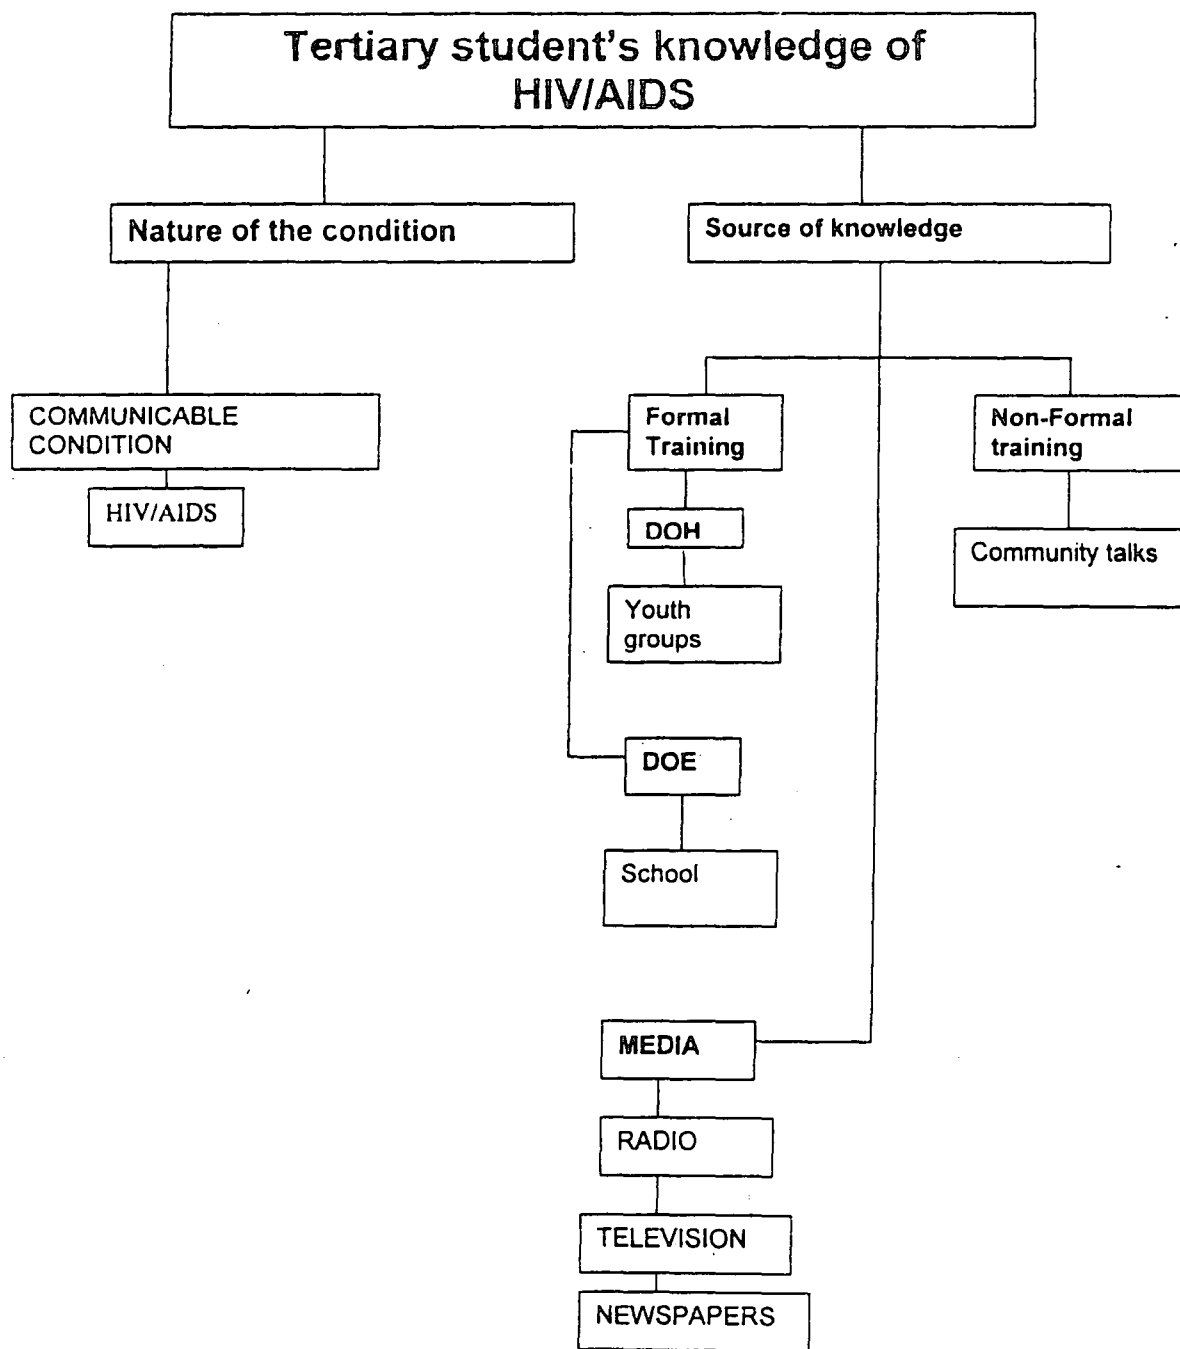 Tertiary student's knowledge of
HIV/AIDS
Nature of the condition
Source of knowledge
COMMUNICABLE
CONDITION
HIV/AIDS
Formal
Training
Non-Formal
training
DOH
Community talks
Youth
groups
DOE
School
MEDIA
RADIO
TELEVISION
NEWSPAPERS